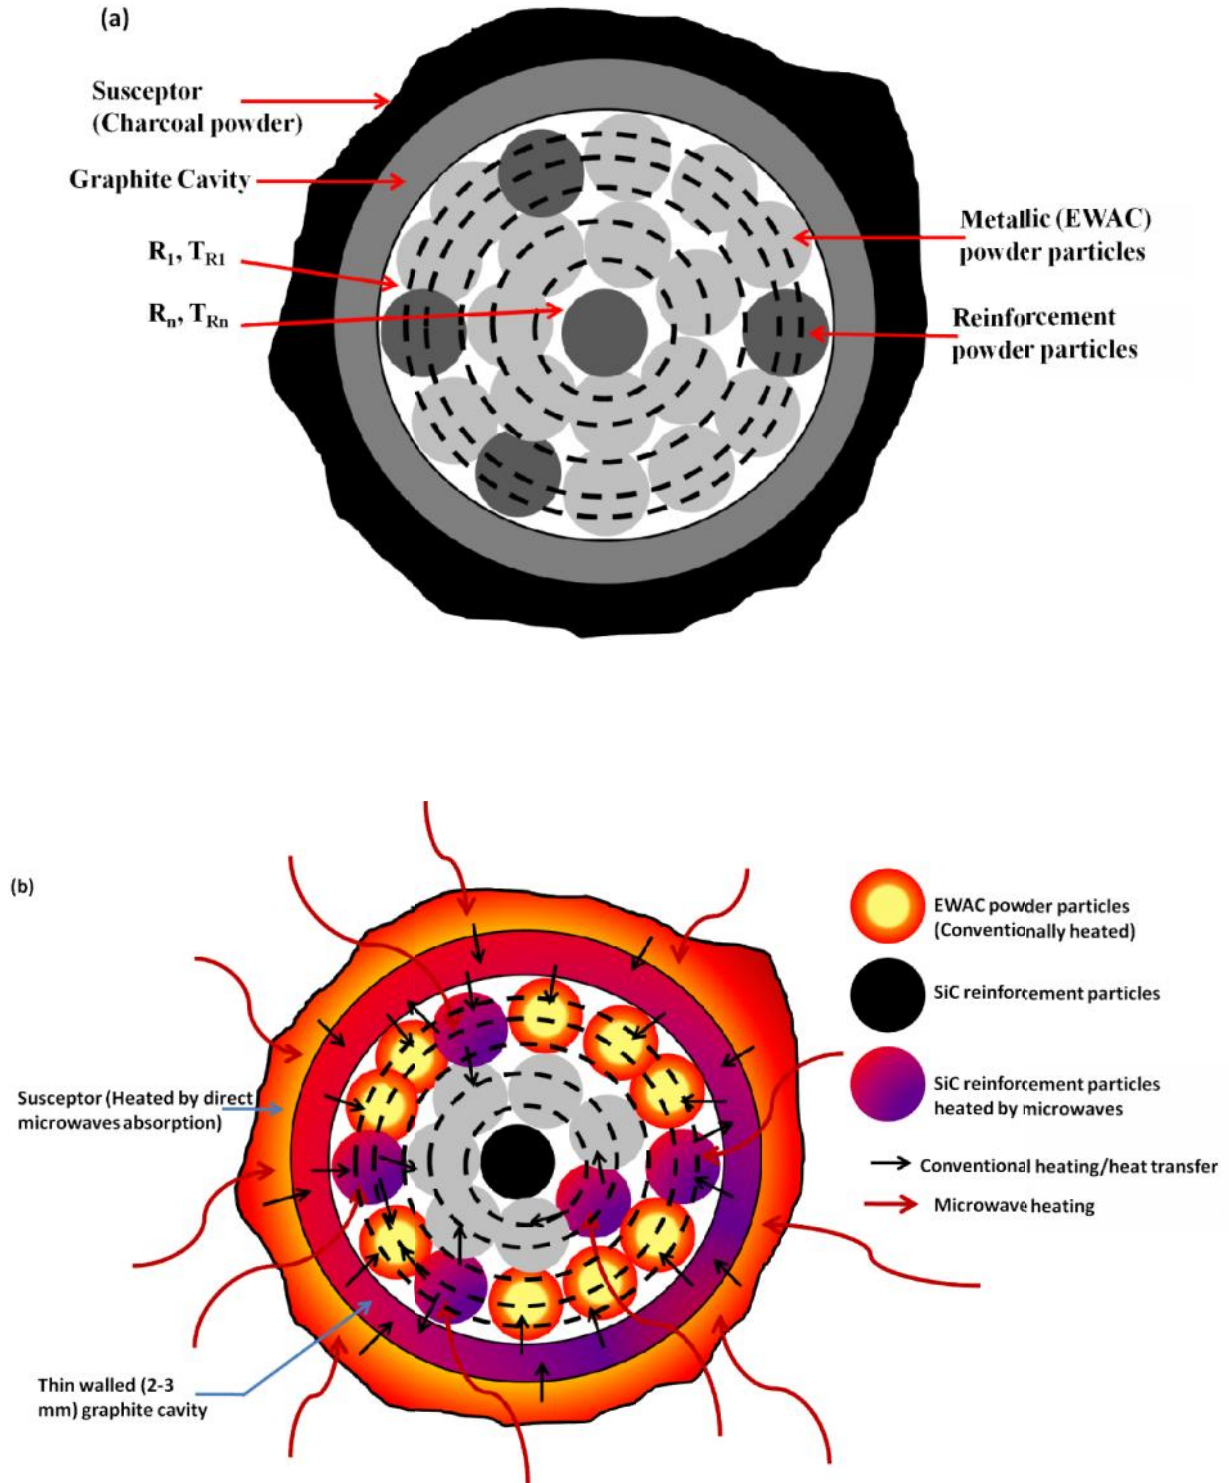 (a)
Susceptor
(Charcoal powder)
Graphite Cavity
R1, TR1
Rn, TRn
Metallic (EWAC)
powder particles
Reinforcement
powder particles
(b)
EWAC powder particles
(Conventionally heated)
SiC reinforcement particles
SiC reinforcement particles
heated by microwaves
Conventional heating/heat transfer
Microwave heating
Susceptor (Heated by direct
microwaves absorption)
Thin walled (2-3
mm) graphite cavity